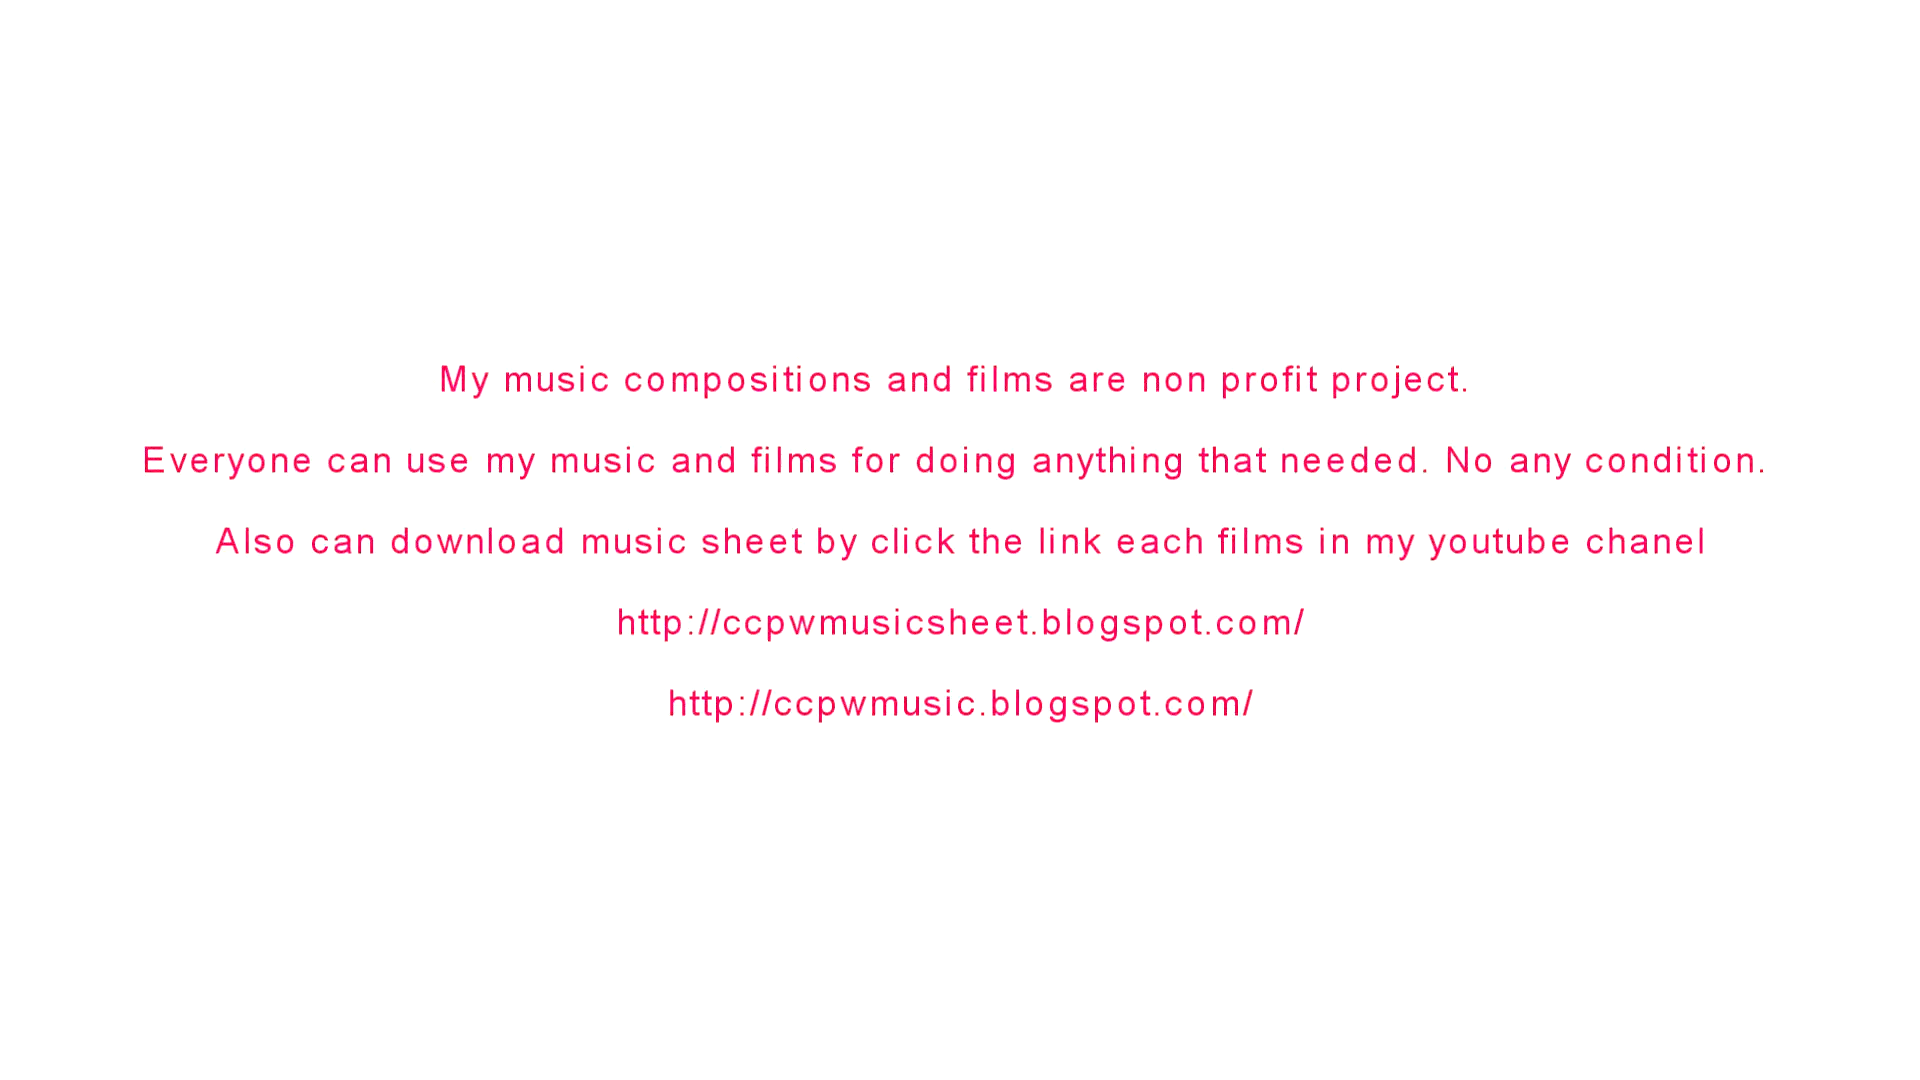 My music compositions and films are non profit project.
Everyone can use my music and films for doing anything that needed. No any condition.
Also can download music sheet by click the link each films in my youtube chanel
http://ccpwmusicsheet.blogspot.com/
http://ccpwmusic.blogspot.com/